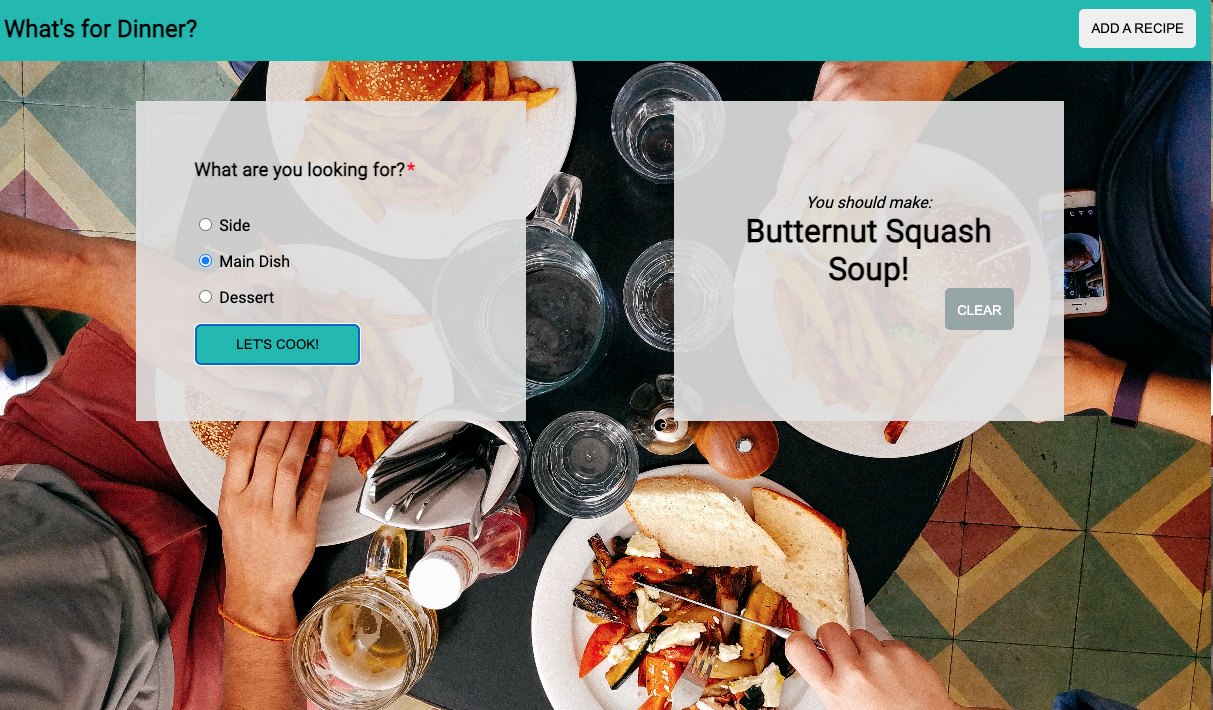 What's for Dinner?
ADD A RECIPE
What are you looking for?*
Side
Main Dish
Dessert
LET'S COOK!
You should make:
Butternut Squash
Soup!
CLEAR